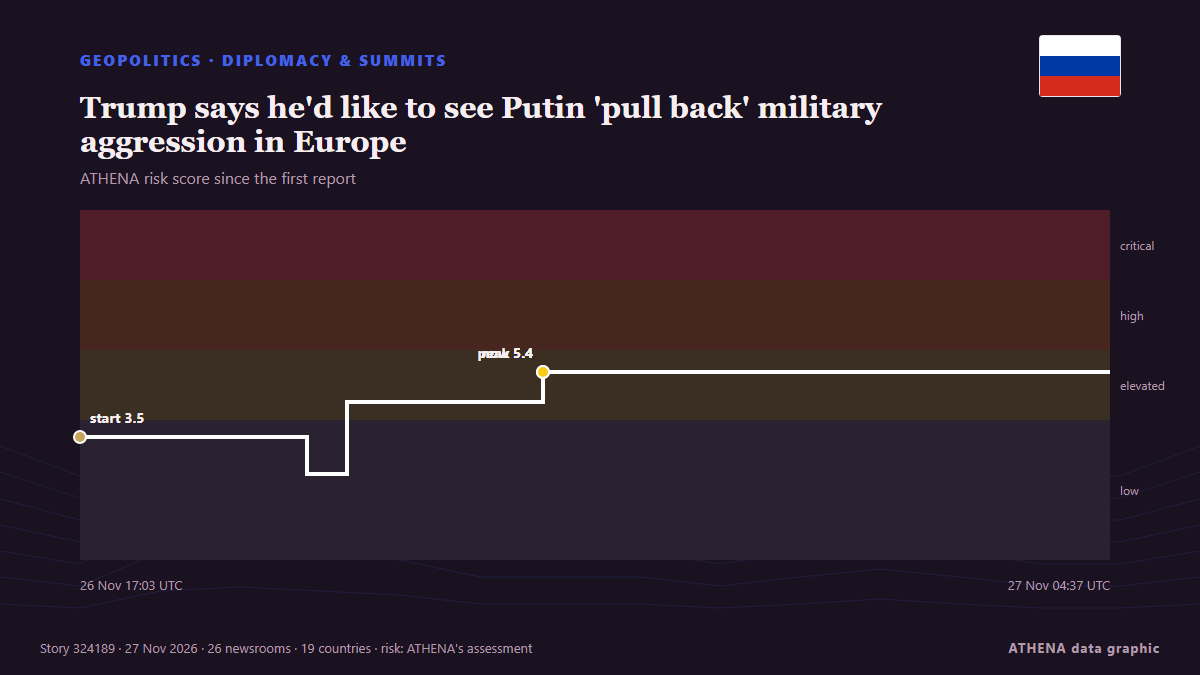 GEOPOLITICS · DIPLOMACY & SUMMITS
Trump says he'd like to see Putin 'pull back' military
aggression in Europe
ATHENA risk score since the first report
critical
high
peak 5.4
elevated
start 3.5
low
26 Nov 17:03 UTC
27 Nov 04:37 UTC
Story 324189 · 27 Nov 2026 · 26 newsrooms · 19 countries · risk: ATHENA's assessment
ATHENA data graphic